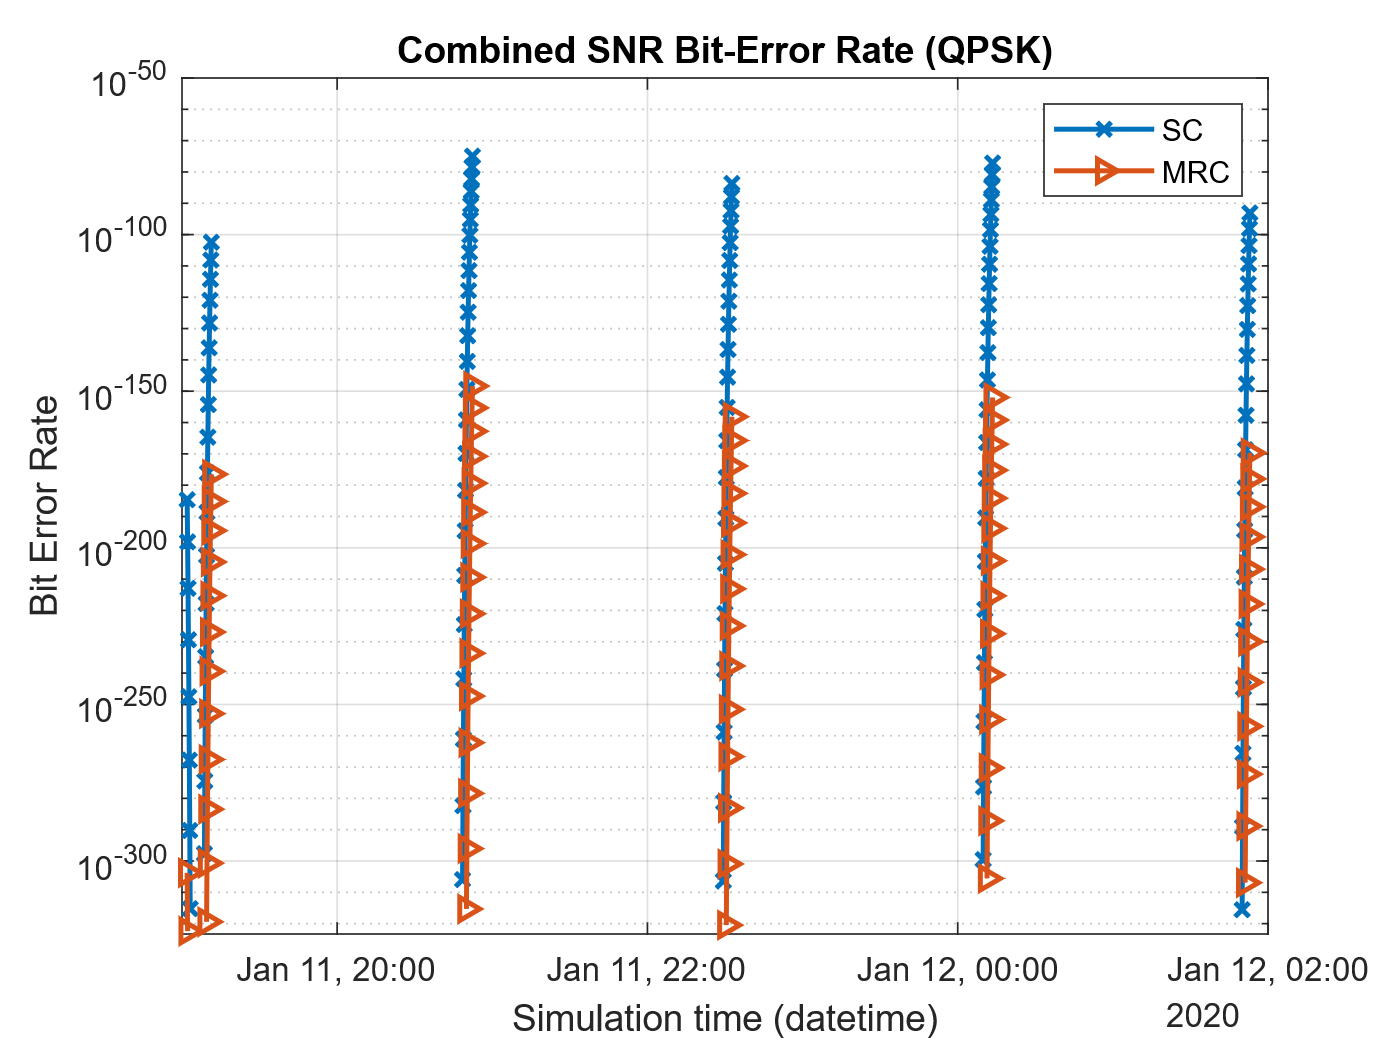 Combined SNR Bit-Error Rate (QPSK)
10^-50
10^-100
10^-150
10^-200
10^-250
10^-300
Bit Error Rate
SC
MRC
Jan 11, 20:00
Jan 11, 22:00
Jan 12, 00:00
Jan 12, 02:00
2020
Simulation time (datetime)